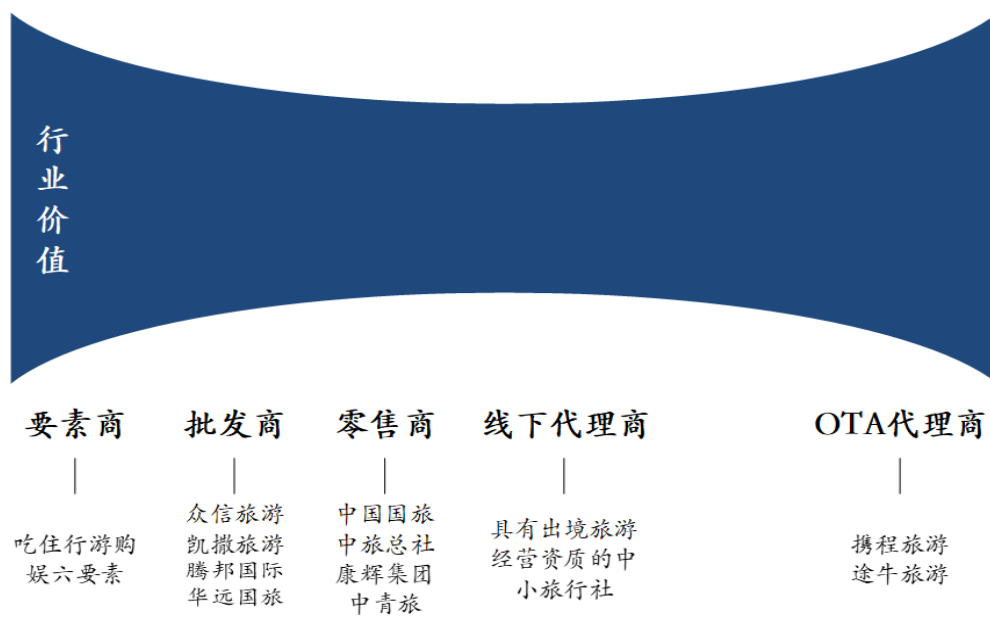 行业价值
要素商
批发商
零售商
线下代理商
OTA代理商
吃住行游购
娱六要素
众信旅游
凯撒旅游
腾邦国际
华远国旅
中国国旅
中旅总社
康辉集团
中青旅
具有出境旅游
经营资质的中
小旅行社
携程旅游
途牛旅游